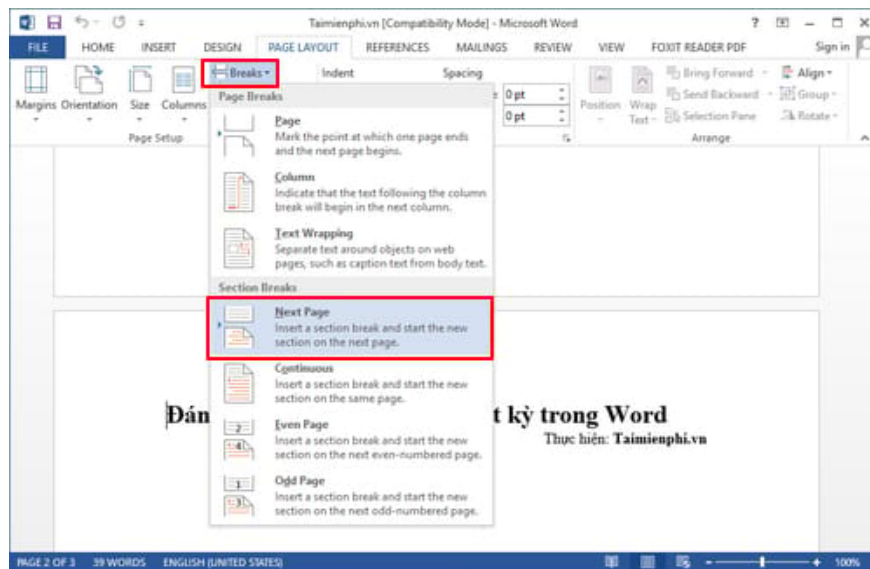 Taimienphi.vn [Compatibility Mode] - Microsoft Word
FILE HOME INSERT DESIGN PAGE LAYOUT REFERENCES MAILINGS REVIEW VIEW FOXIT READER PDF Sign in
Breaks Indent Spacing Bring Forward Align
Margins Orientation Size Columns 0 pt Position Wrap Text Send Backward Group
0 pt Selection Pane Rotate
Page Setup Arrange
Page Breaks
Page
Mark the point at which one page ends
and the next page begins.
Column
Indicate that the text following the column
break will begin in the next column.
Text Wrapping
Separate text around objects on web
pages, such as caption text from body text.
Section Breaks
Next Page
Insert a section break and start the new
section on the next page.
Continuous
Insert a section break and start the new
section on the same page.
Đán t kỳ trong Word
Thực hiện: Taimienphi.vn
Even Page
Insert a section break and start the new
section on the next even-numbered page.
Odd Page
Insert a section break and start the new
section on the next odd-numbered page.
PAGE 2 OF 3 39 WORDS ENGLISH (UNITED STATES) 100%